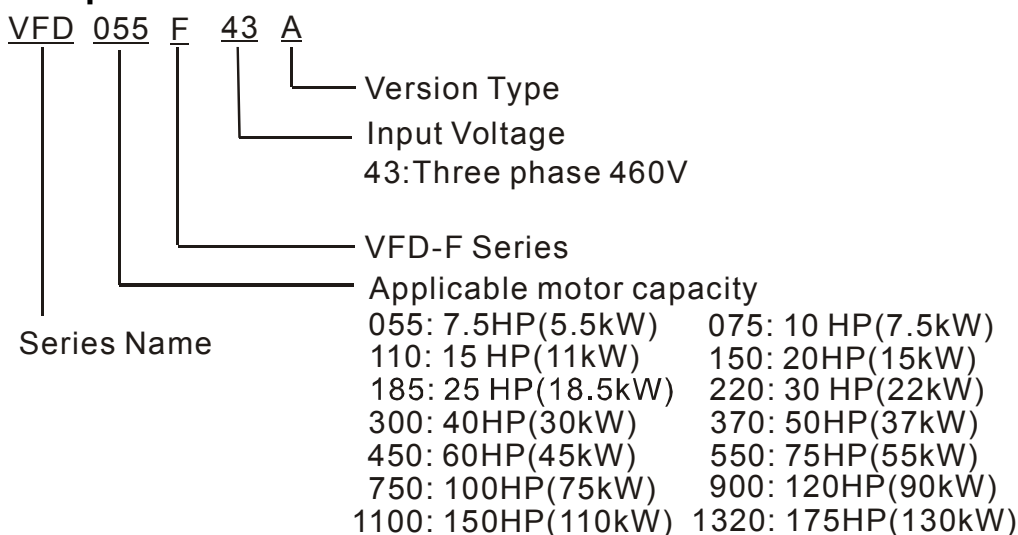 VFD 055 F 43 A
Version Type
Input Voltage
43:Three phase 460V
VFD-F Series
Applicable motor capacity
055: 7.5HP(5.5kW) 075: 10 HP(7.5kW)
Series Name
110: 15 HP(11kW) 150: 20HP(15kW)
185: 25 HP(18.5kW) 220: 30 HP(22kW)
300: 40HP(30kW) 370: 50HP(37kW)
450: 60HP(45kW) 550: 75HP(55kW)
750: 100HP(75kW) 900: 120HP(90kW)
1100: 150HP(110kW) 1320: 175HP(130kW)